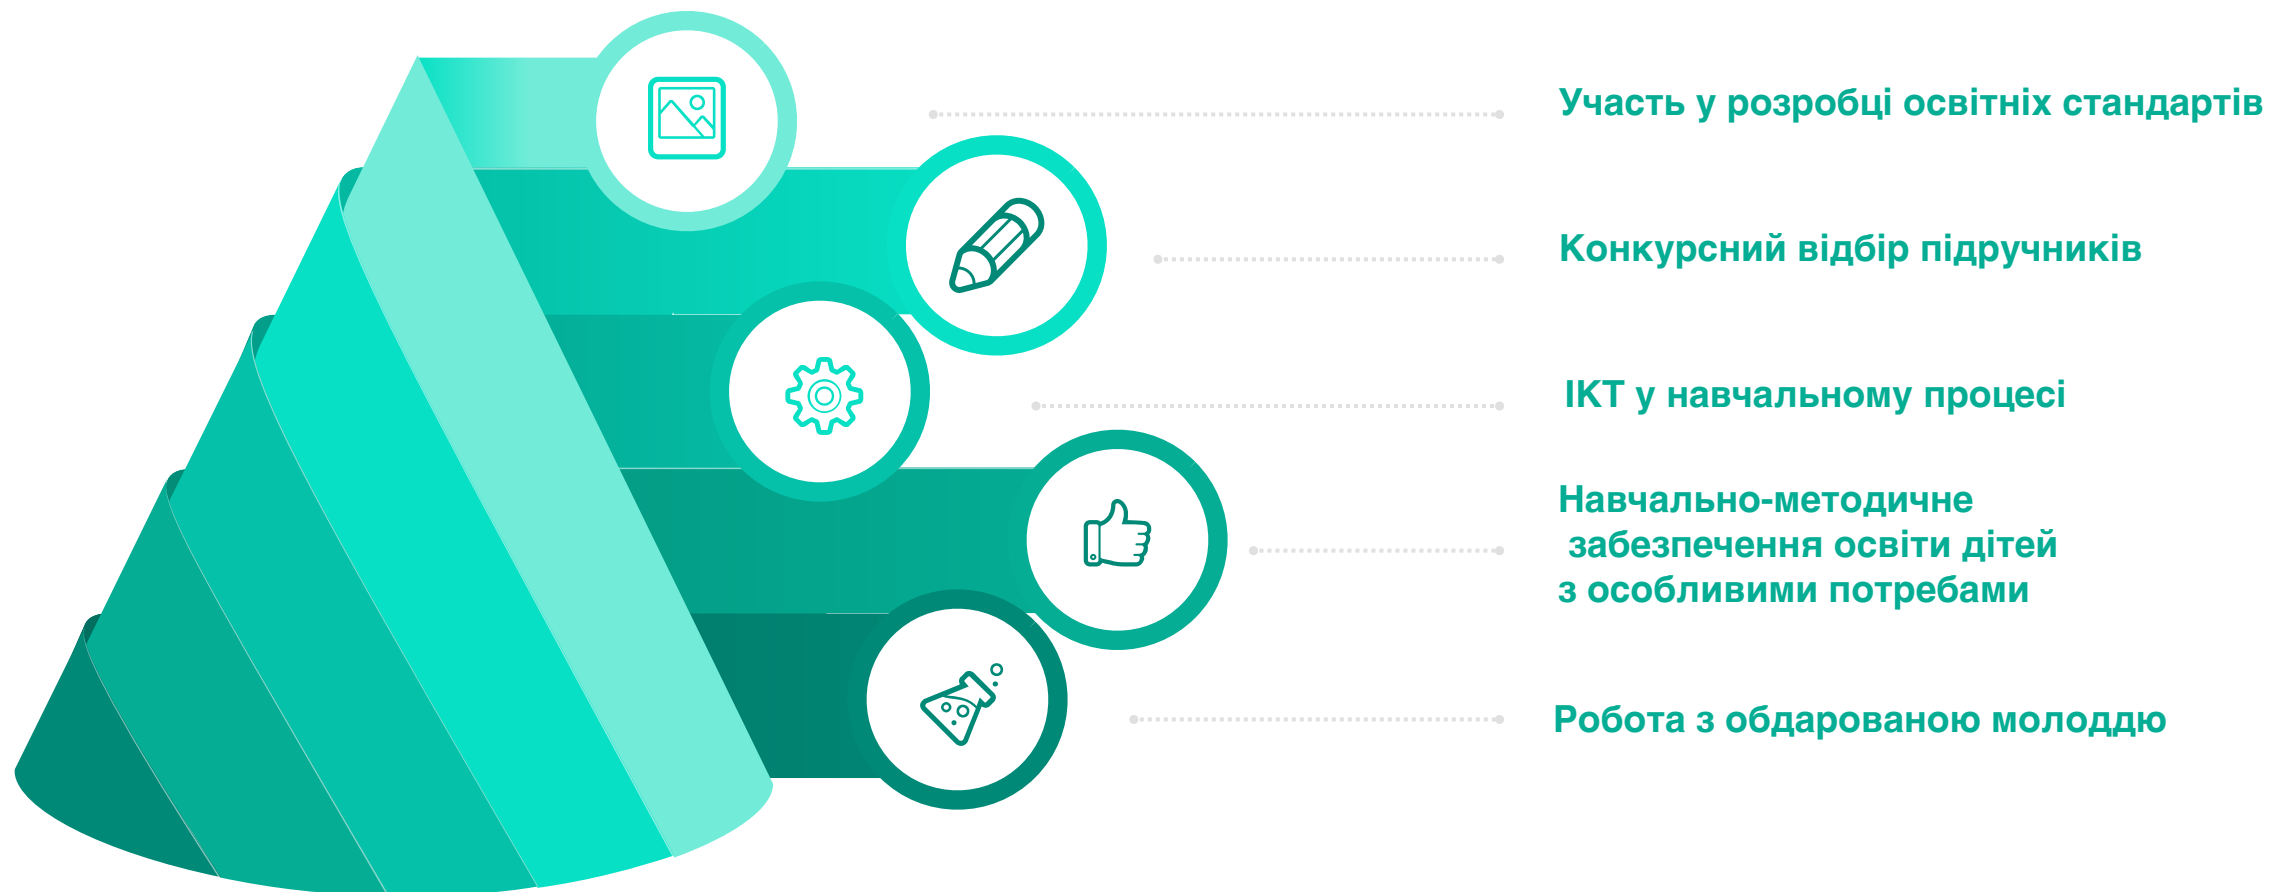 Участь у розробці освітніх стандартів
Конкурсний відбір підручників
ІКТ у навчальному процесі
Навчально-методичне
забезпечення освіти дітей
з особливими потребами
Робота з обдарованою молоддю